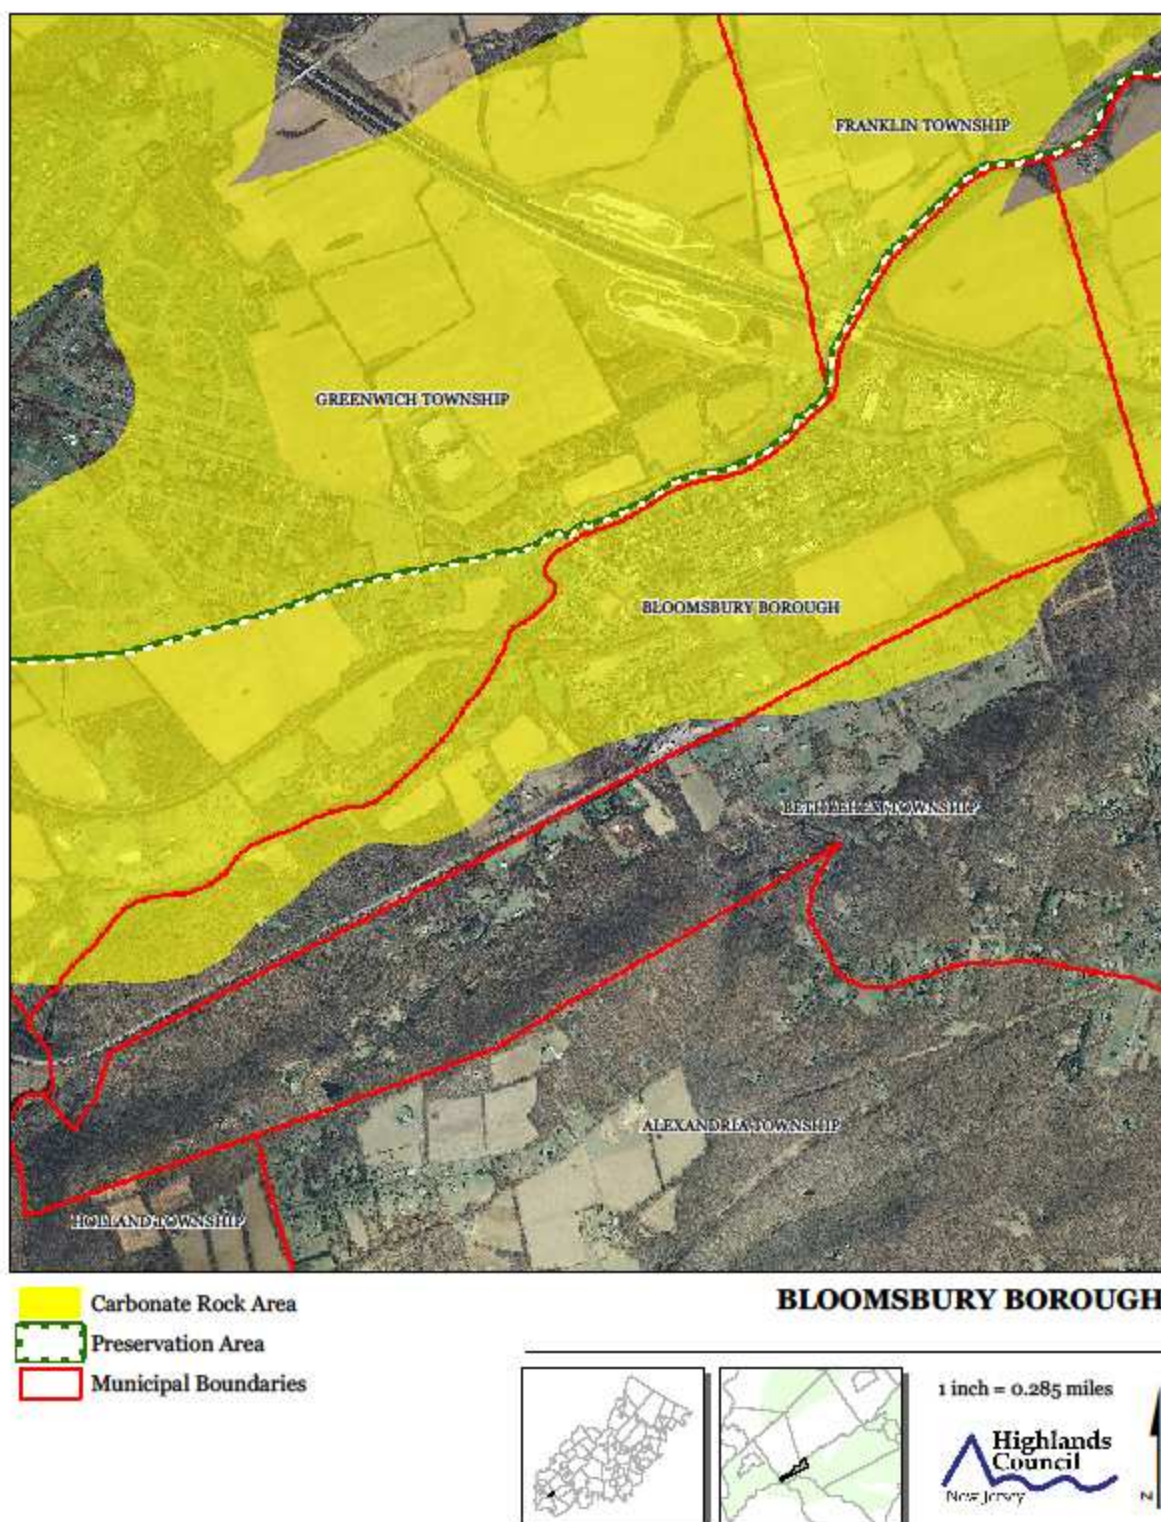 FRANKLIN TOWNSHIP
GREENWICH TOWNSHIP
BLOOMSBURY BOROUGH
BETHLEHEM TOWNSHIP
ALEXANDRIA TOWNSHIP
HOLLAND TOWNSHIP
Carbonate Rock Area
Preservation Area
Municipal Boundaries
BLOOMSBURY BOROUGH
1 inch = 0.285 miles
Highlands
Council
New Jersey
N